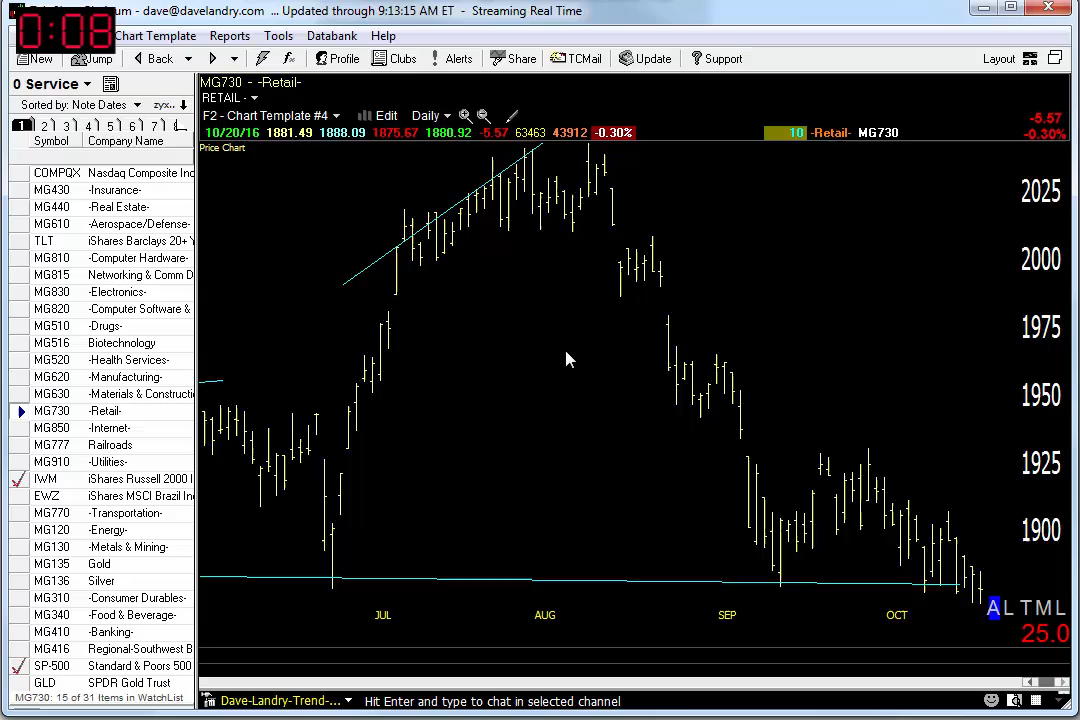 um - dave@davelandry.com ... Updated through 9:13:15 AM ET - Streaming Real Time
0:08
Chart Template Reports Tools Databank Help
New Jump Back Profile Clubs Alerts Share TCMail Update Support Layout
0 Service
Sorted by: Note Dates zyx..
1 2 3 4 5 6 7
Symbol Company Name
COMPQX Nasdaq Composite Inc
MG430 -Insurance-
MG440 -Real Estate-
MG610 -Aerospace/Defense-
TLT iShares Barclays 20+ Y
MG810 -Computer Hardware-
MG815 Networking & Comm D
MG830 -Electronics-
MG820 -Computer Software &
MG510 -Drugs-
MG516 Biotechnology
MG520 -Health Services-
MG620 -Manufacturing-
MG630 -Materials & Constructi
MG730 -Retail-
MG850 -Internet-
MG777 Railroads
MG910 -Utilities-
IWM iShares Russell 2000 I
EWZ iShares MSCI Brazil In
MG770 -Transportation-
MG120 -Energy-
MG130 -Metals & Mining-
MG135 Gold
MG136 Silver
MG310 -Consumer Durables-
MG340 -Food & Beverage-
MG410 -Banking-
MG416 Regional-Southwest B
SP-500 Standard & Poors 500
GLD SPDR Gold Trust
MG730: 15 of 31 Items in WatchList
MG730 - -Retail-
RETAIL -
F2 - Chart Template #4 Edit Daily
10/20/16 1881.49 1888.09 1875.67 1880.92 -5.57 63463 43912 -0.30% 10 -Retail- MG730
-5.57
-0.30%
Price Chart
2025
2000
1975
1950
1925
1900
JUL AUG SEP OCT
A L T M L
25.0
Dave-Landry-Trend-... Hit Enter and type to chat in selected channel